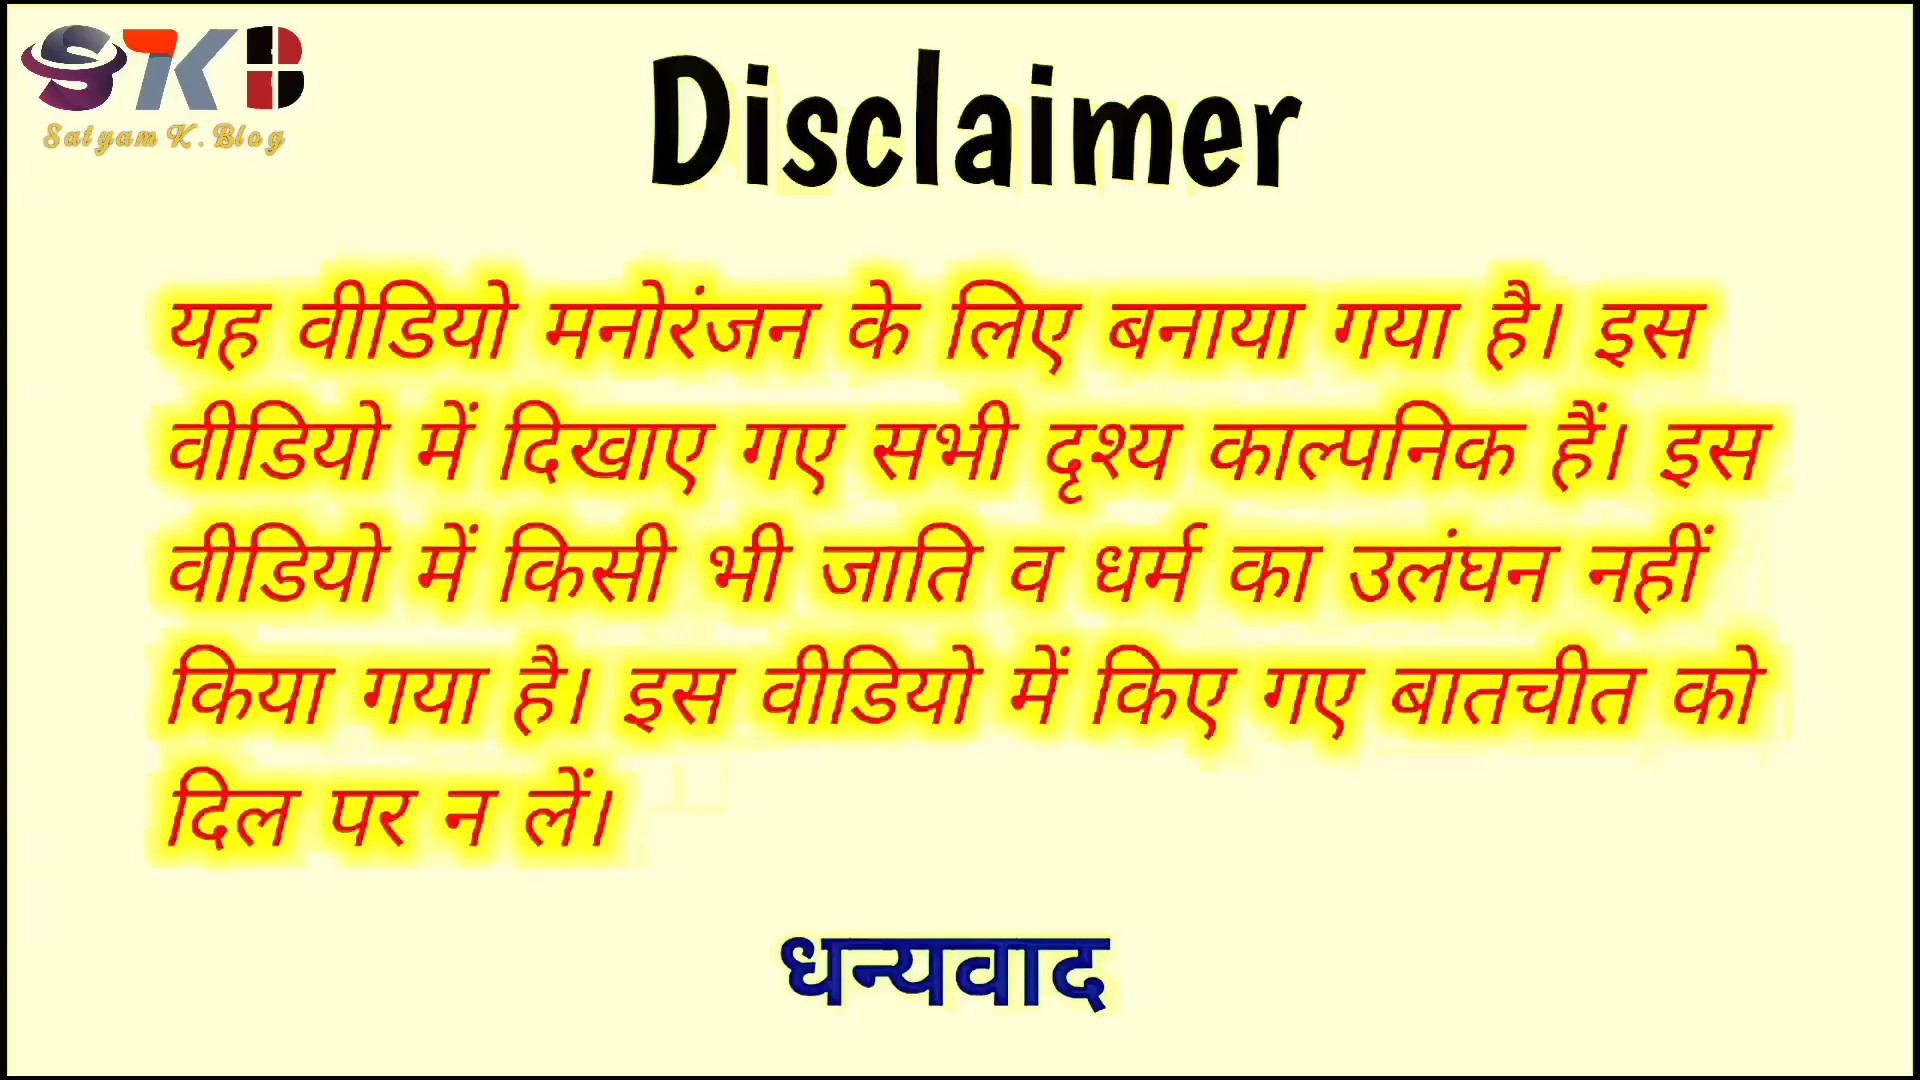 STKB
Satyam K. Blog
Disclaimer
यह वीडियो मनोरंजन के लिए बनाया गया है। इस
वीडियो में दिखाए गए सभी दृश्य काल्पनिक हैं। इस
वीडियो में किसी भी जाति व धर्म का उलंघन नहीं
किया गया है। इस वीडियो में किए गए बातचीत को
दिल पर न लें।
धन्यवाद